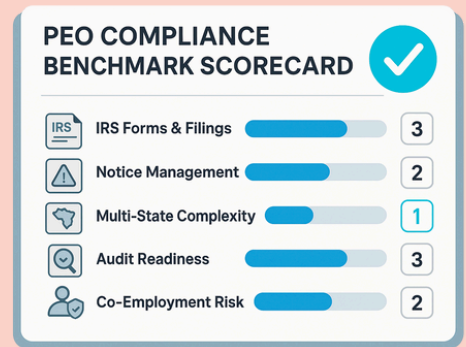 PEO COMPLIANCE
BENCHMARK SCORECARD
IRS IRS Forms & Filings 3
Notice Management 2
Multi-State Complexity 1
Audit Readiness 3
Co-Employment Risk 2